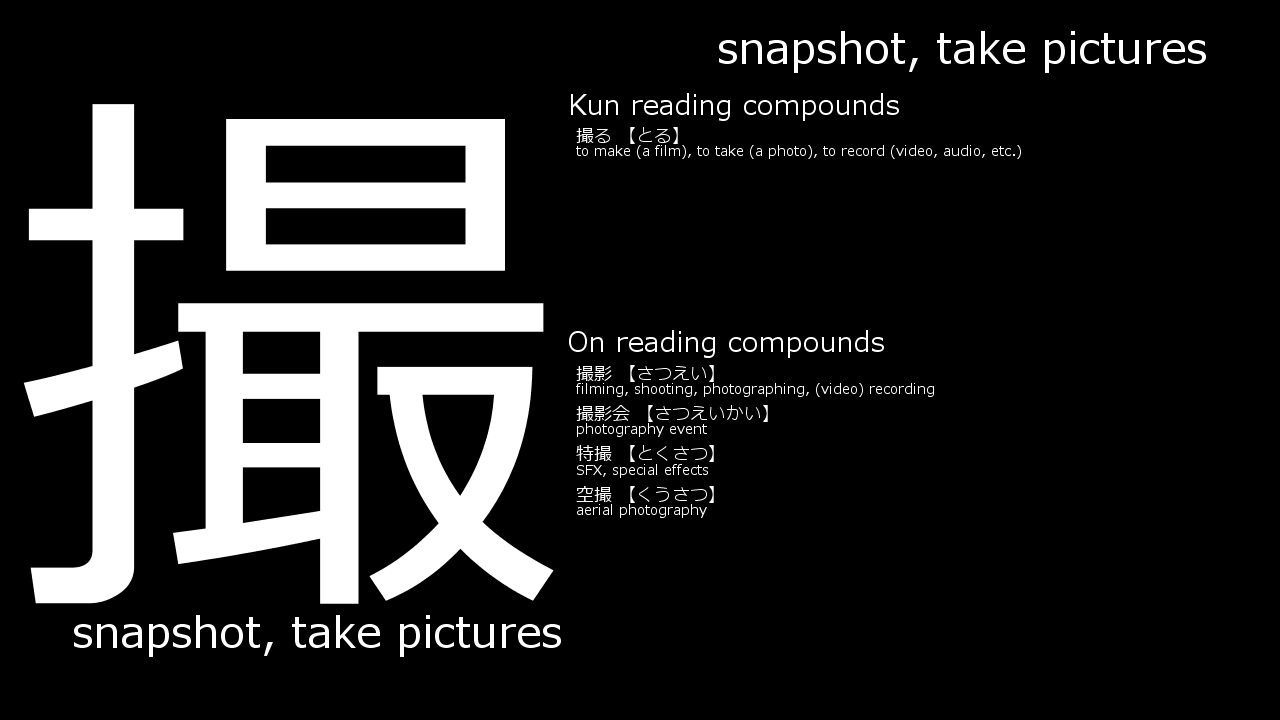 snapshot, take pictures
撮
snapshot, take pictures
Kun reading compounds
撮る 【とる】
to make (a film), to take (a photo), to record (video, audio, etc.)
On reading compounds
撮影 【さつえい】
filming, shooting, photographing, (video) recording
撮影会 【さつえいかい】
photography event
特撮 【とくさつ】
SFX, special effects
空撮 【くうさつ】
aerial photography